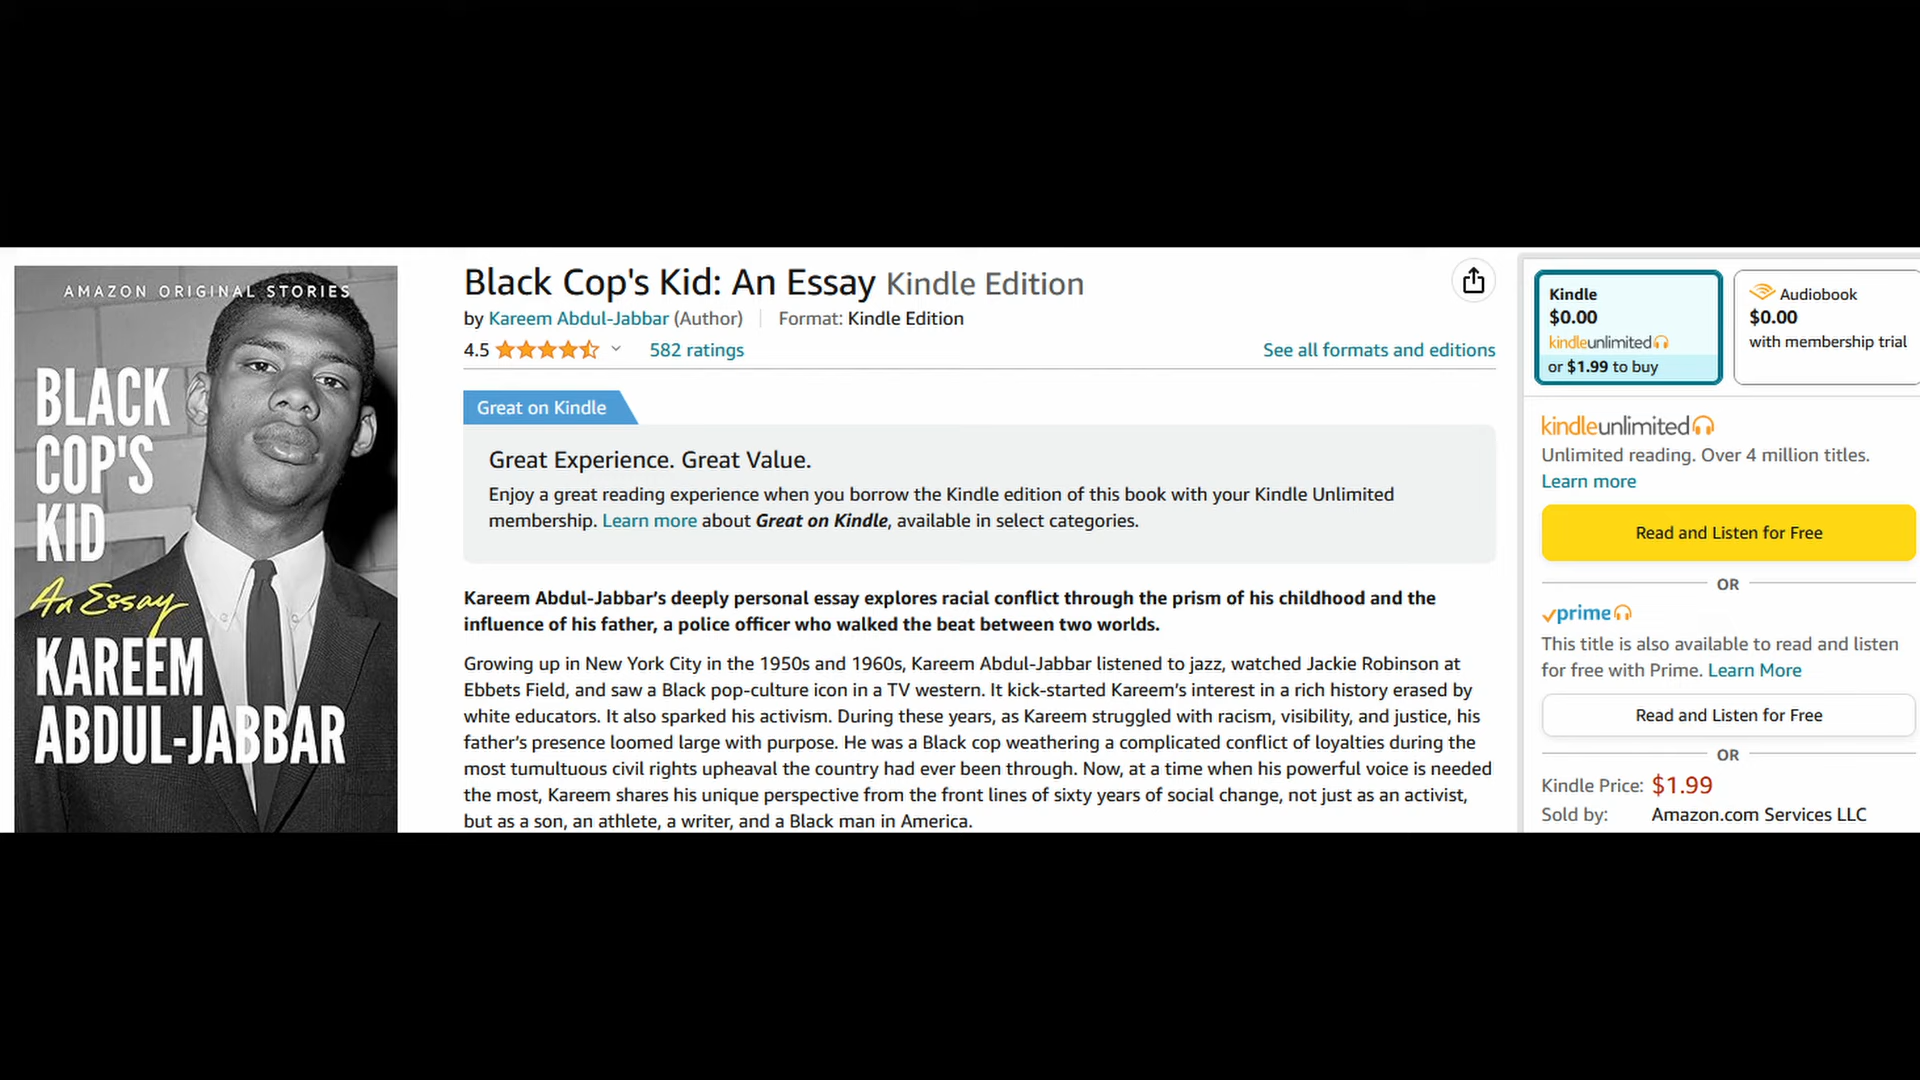 AMAZON ORIGINAL STORIES
BLACK
COP'S
KID
An Essay
KAREEM
ABDUL-JABBAR
Black Cop's Kid: An Essay Kindle Edition
by Kareem Abdul-Jabbar (Author) Format: Kindle Edition
4.5 582 ratings See all formats and editions
Great on Kindle
Great Experience. Great Value.
Enjoy a great reading experience when you borrow the Kindle edition of this book with your Kindle Unlimited
membership. Learn more about Great on Kindle, available in select categories.
Kareem Abdul-Jabbar’s deeply personal essay explores racial conflict through the prism of his childhood and the
influence of his father, a police officer who walked the beat between two worlds.
Growing up in New York City in the 1950s and 1960s, Kareem Abdul-Jabbar listened to jazz, watched Jackie Robinson at
Ebbets Field, and saw a Black pop-culture icon in a TV western. It kick-started Kareem’s interest in a rich history erased by
white educators. It also sparked his activism. During these years, as Kareem struggled with racism, visibility, and justice, his
father’s presence loomed large with purpose. He was a Black cop weathering a complicated conflict of loyalties during the
most tumultuous civil rights upheaval the country had ever been through. Now, at a time when his powerful voice is needed
the most, Kareem shares his unique perspective from the front lines of sixty years of social change, not just as an activist,
but as a son, an athlete, a writer, and a Black man in America.
Kindle
$0.00
kindleunlimited
or $1.99 to buy
Audiobook
$0.00
with membership trial
kindleunlimited
Unlimited reading. Over 4 million titles.
Learn more
Read and Listen for Free
OR
prime
This title is also available to read and listen
for free with Prime. Learn More
Read and Listen for Free
OR
Kindle Price: $1.99
Sold by: Amazon.com Services LLC